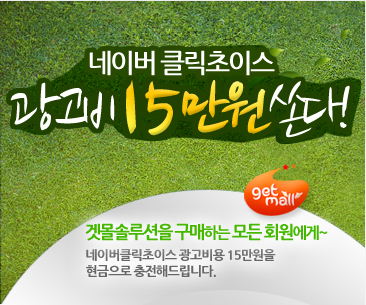 네이버 클릭초이스
광고비 15만원 쏜다!
get
mall
겟몰솔루션을 구매하는 모든 회원에게~
네이버클릭초이스 광고비용 15만원을
현금으로 충전해드립니다.